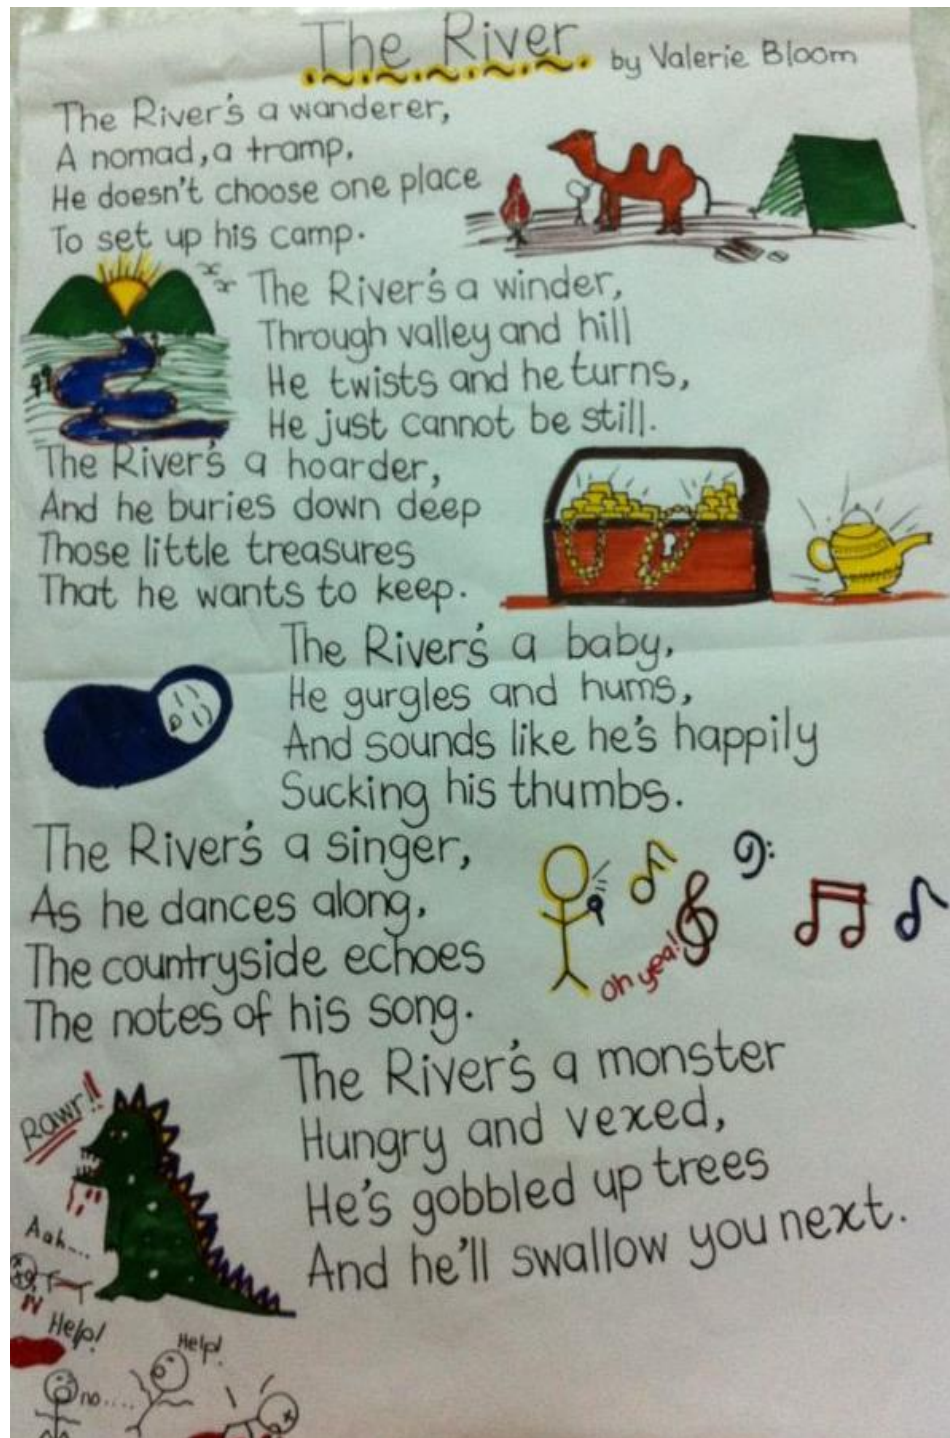 The River by Valerie Bloom
The River's a wanderer,
A nomad, a tramp,
He doesn't choose one place
To set up his camp.
The River's a winder,
Through valley and hill
He twists and he turns,
He just cannot be still.
The River's a hoarder,
And he buries down deep
Those little treasures
That he wants to keep.
The River's a baby,
He gurgles and hums,
And sounds like he's happily
Sucking his thumbs.
The River's a singer,
As he dances along,
The countryside echoes
The notes of his song.
Oh yea!
The River's a monster
Hungry and vexed,
He's gobbled up trees
And he'll swallow you next.
Rawr!!
Aah....
Help!
Help!
no....